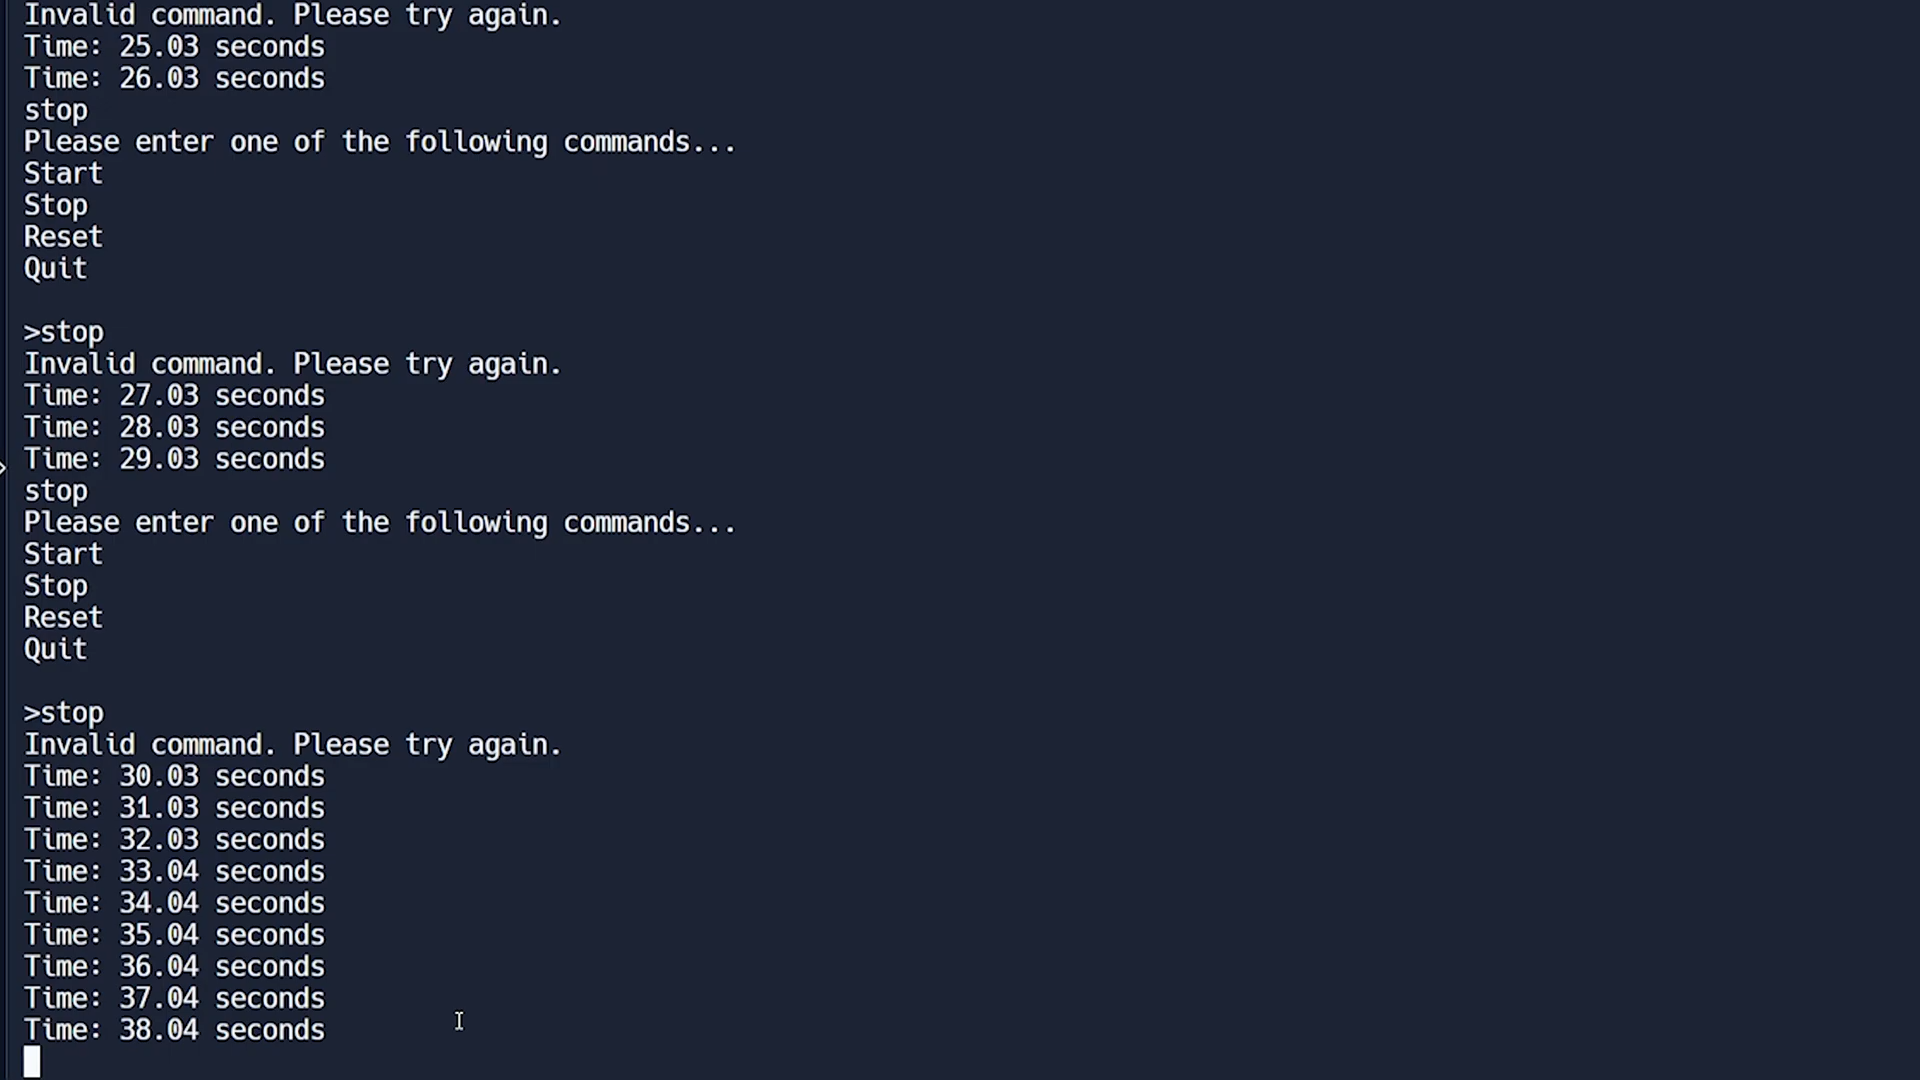 Invalid command. Please try again.
Time: 25.03 seconds
Time: 26.03 seconds
stop
Please enter one of the following commands...
Start
Stop
Reset
Quit

>stop
Invalid command. Please try again.
Time: 27.03 seconds
Time: 28.03 seconds
Time: 29.03 seconds
stop
Please enter one of the following commands...
Start
Stop
Reset
Quit

>stop
Invalid command. Please try again.
Time: 30.03 seconds
Time: 31.03 seconds
Time: 32.03 seconds
Time: 33.04 seconds
Time: 34.04 seconds
Time: 35.04 seconds
Time: 36.04 seconds
Time: 37.04 seconds
Time: 38.04 seconds